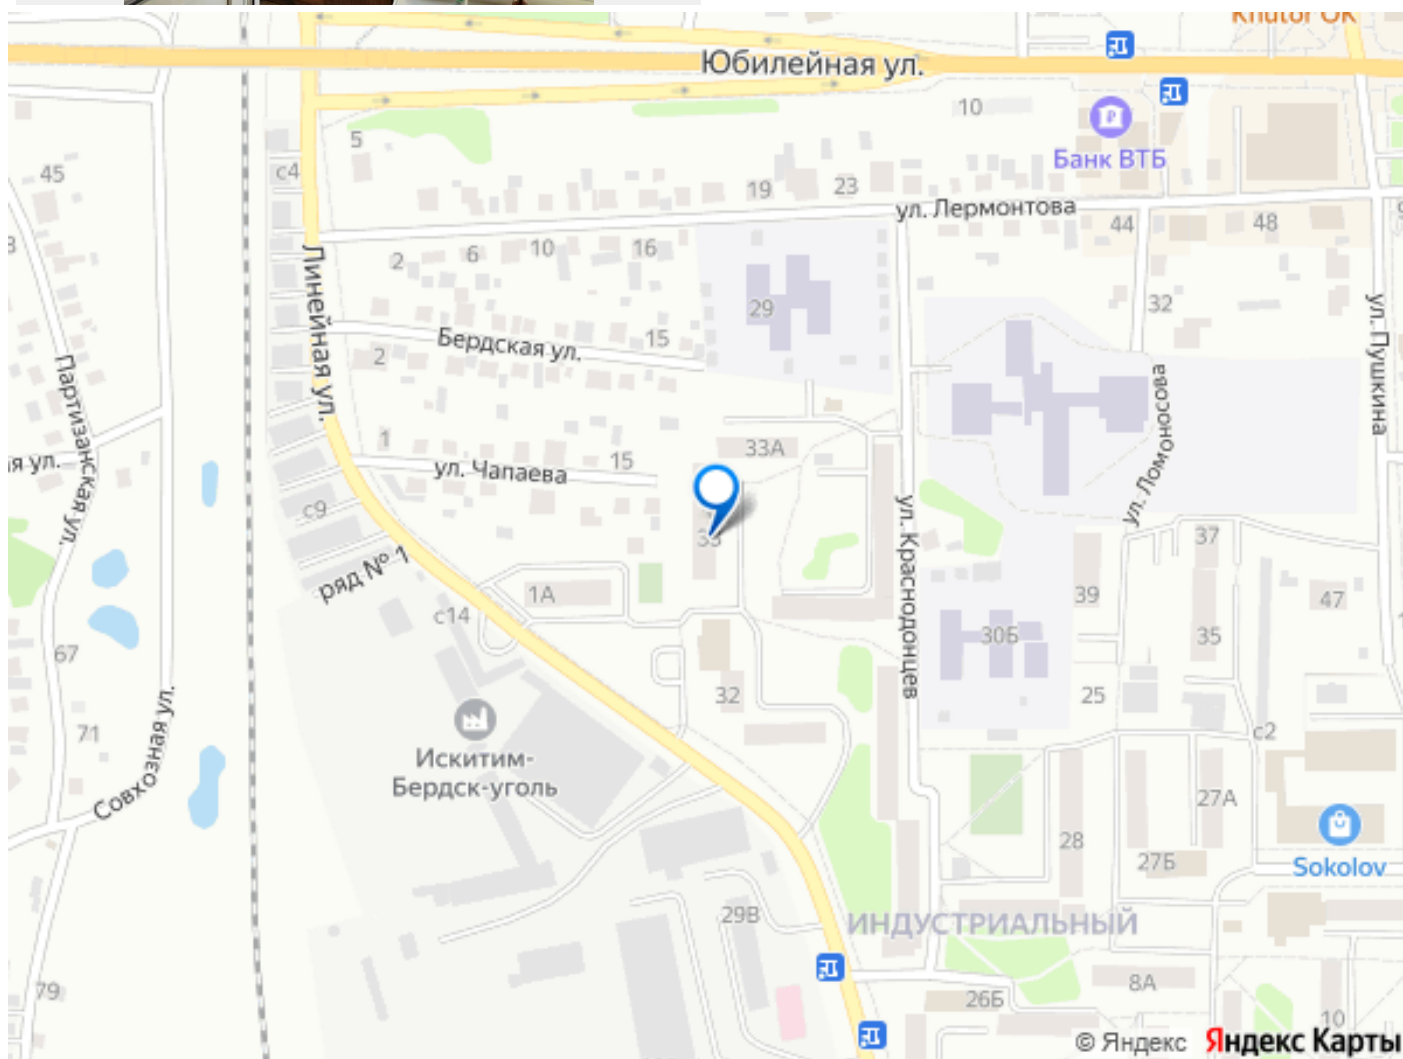 Khutor OK
Юбилейная ул.
10
Банк ВТБ
5
с4
45
19
23
ул. Лермонтова
44
48
2
6
10
16
29
32
Линейная ул.
Бердская ул.
15
2
ул. Пушкина
Партизанская ул.
ул. Ломоносова
1
ул. Чапаева
15
33А
я ул.
с9
ряд № 1
ул. Краснодонцев
37
1А
с14
39
47
35
30Б
67
32
25
71
с2
Совхозная ул.
Искитим-
Бердск-уголь
27А
28
27Б
Sokolov
29В
ИНДУСТРИАЛЬНЫЙ
79
26Б
8А
10
© Яндекс Яндекс Карты